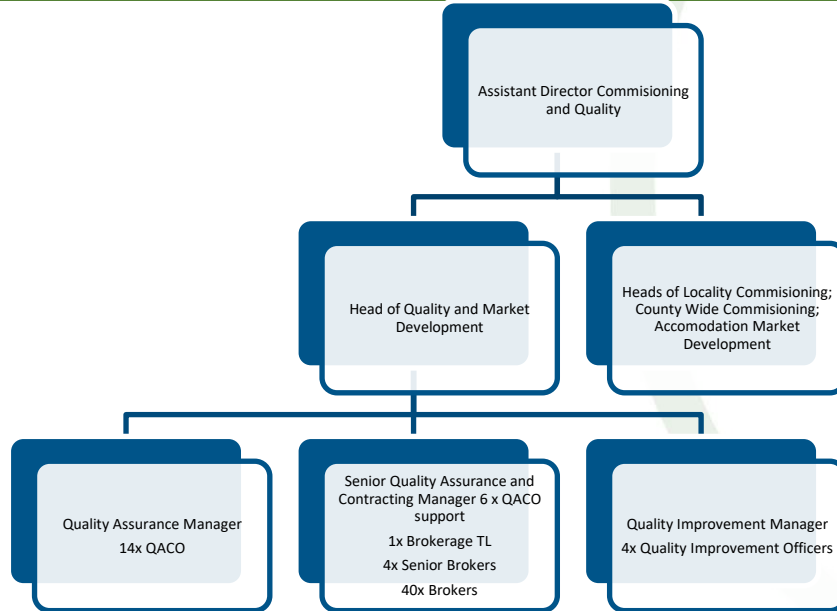 Assistant Director Commisioning
and Quality
Head of Quality and Market
Development
Heads of Locality Commisioning;
County Wide Commisioning;
Accomodation Market
Development
Quality Assurance Manager
14x QACO
Senior Quality Assurance and
Contracting Manager 6 x QACO
support
1x Brokerage TL
4x Senior Brokers
40x Brokers
Quality Improvement Manager
4x Quality Improvement Officers